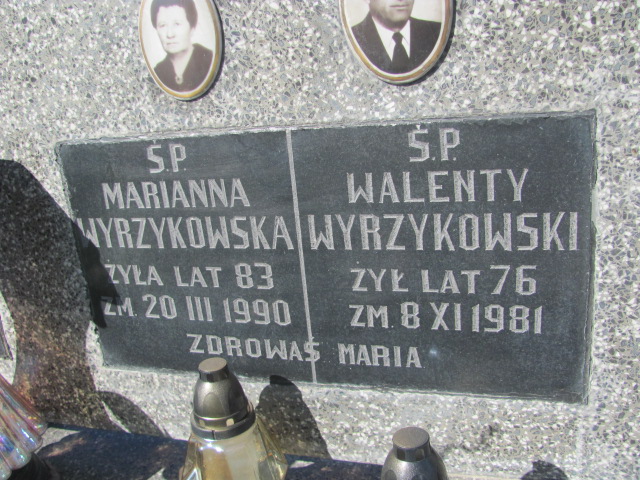 Ś.P.
MARIANNA
WYRZYKOWSKA
ŻYŁA LAT 83
ZM. 20 III 1990
Ś.P.
WALENTY
WYRZYKOWSKI
ŻYŁ LAT 76
ZM. 8 XI 1981
ZDROWAŚ MARIA